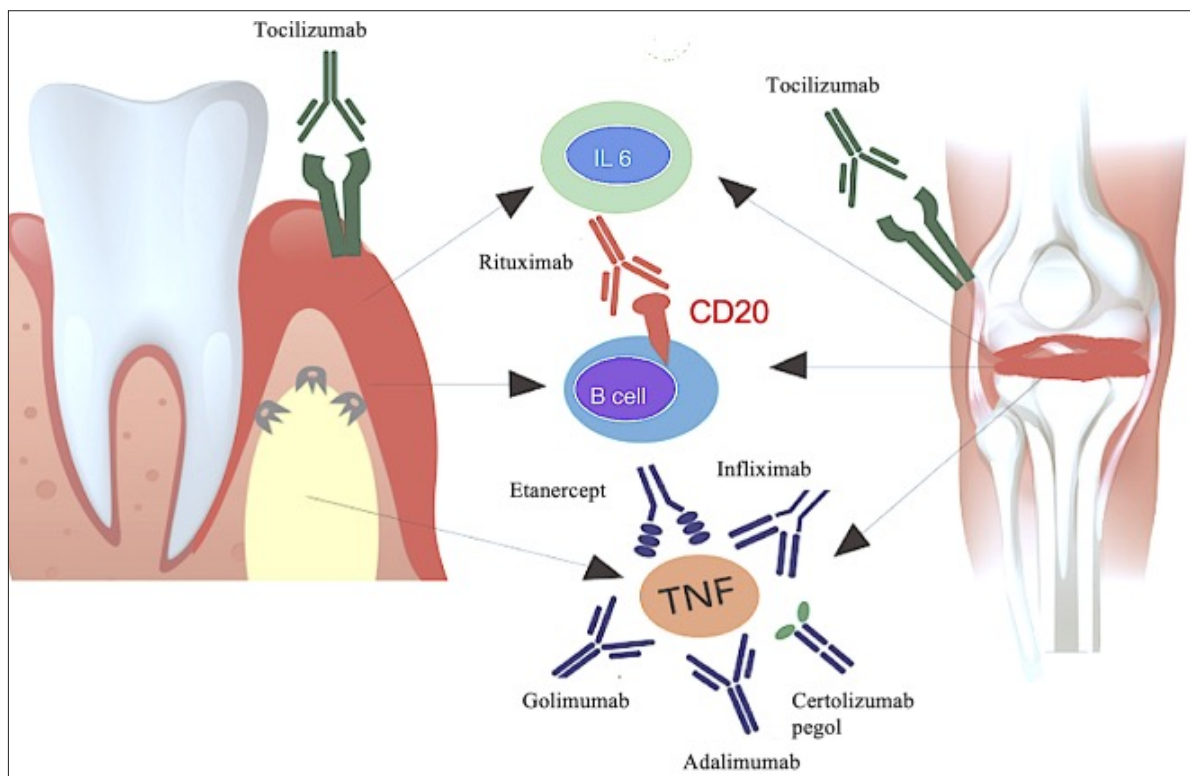 Tocilizumab
Tocilizumab
IL 6
Rituximab
CD20
B cell
Infliximab
Etanercept
TNF
Golimumab
Certolizumab
pegol
Adalimumab